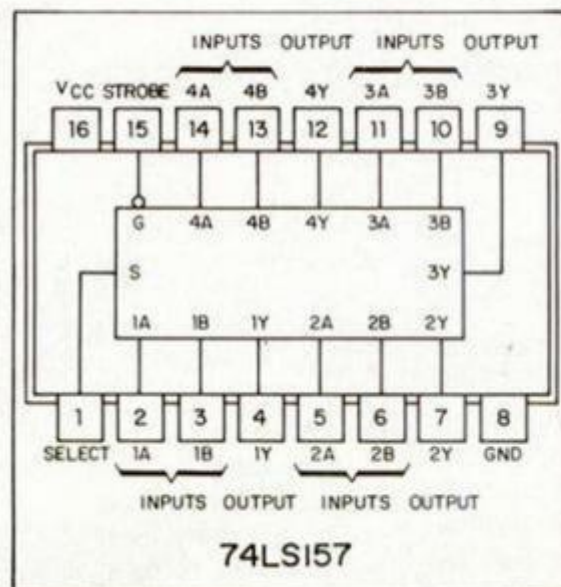 INPUTS OUTPUT INPUTS OUTPUT
VCC STROBE 4A 4B 4Y 3A 3B 3Y
16 15 14 13 12 11 10 9
G 4A 4B 4Y 3A 3B
S 3Y
1A 1B 1Y 2A 2B 2Y
1 2 3 4 5 6 7 8
SELECT 1A 1B 1Y 2A 2B 2Y GND
INPUTS OUTPUT INPUTS OUTPUT
74LS157